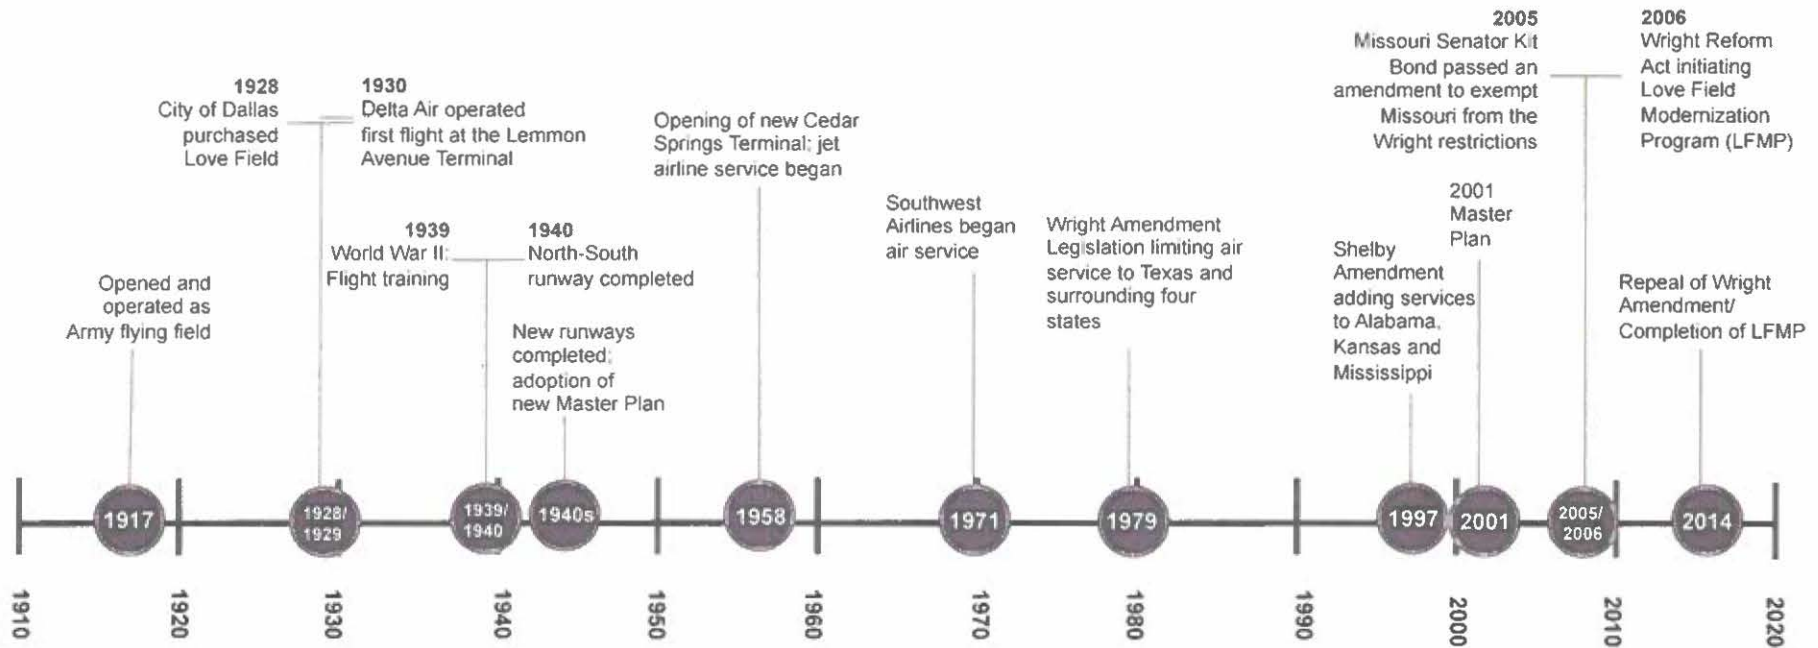 Opened and
operated as
Army flying field
1928
City of Dallas
purchased
Love Field
1930
Delta Air operated
first flight at the Lemmon
Avenue Terminal
1939
World War II:
Flight training
1940
North-South
runway completed
New runways
completed;
adoption of
new Master Plan
Opening of new Cedar
Springs Terminal; jet
airline service began
Southwest
Airlines began
air service
Wright Amendment
Legislation limiting air
service to Texas and
surrounding four
states
Shelby
Amendment
adding services
to Alabama,
Kansas and
Mississippi
2001
Master
Plan
2005
Missouri Senator Kit
Bond passed an
amendment to exempt
Missouri from the
Wright restrictions
2006
Wright Reform
Act initiating
Love Field
Modernization
Program (LFMP)
Repeal of Wright
Amendment/
Completion of LFMP
1917
1928/
1929
1939/
1940
1940s
1958
1971
1979
1997
2001
2005/
2006
2014
1910
1920
1930
1940
1950
1960
1970
1980
1990
2000
2010
2020